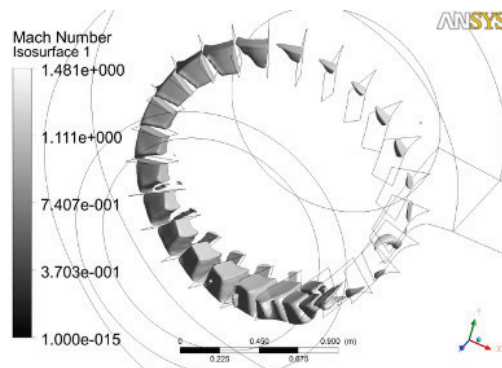 ANSYS
Mach Number
Isosurface 1
1.481e+000
1.111e+000
7.407e-001
3.703e-001
1.000e-015
0 0.450 0.900 (m)
0.225 0.675
Y
X